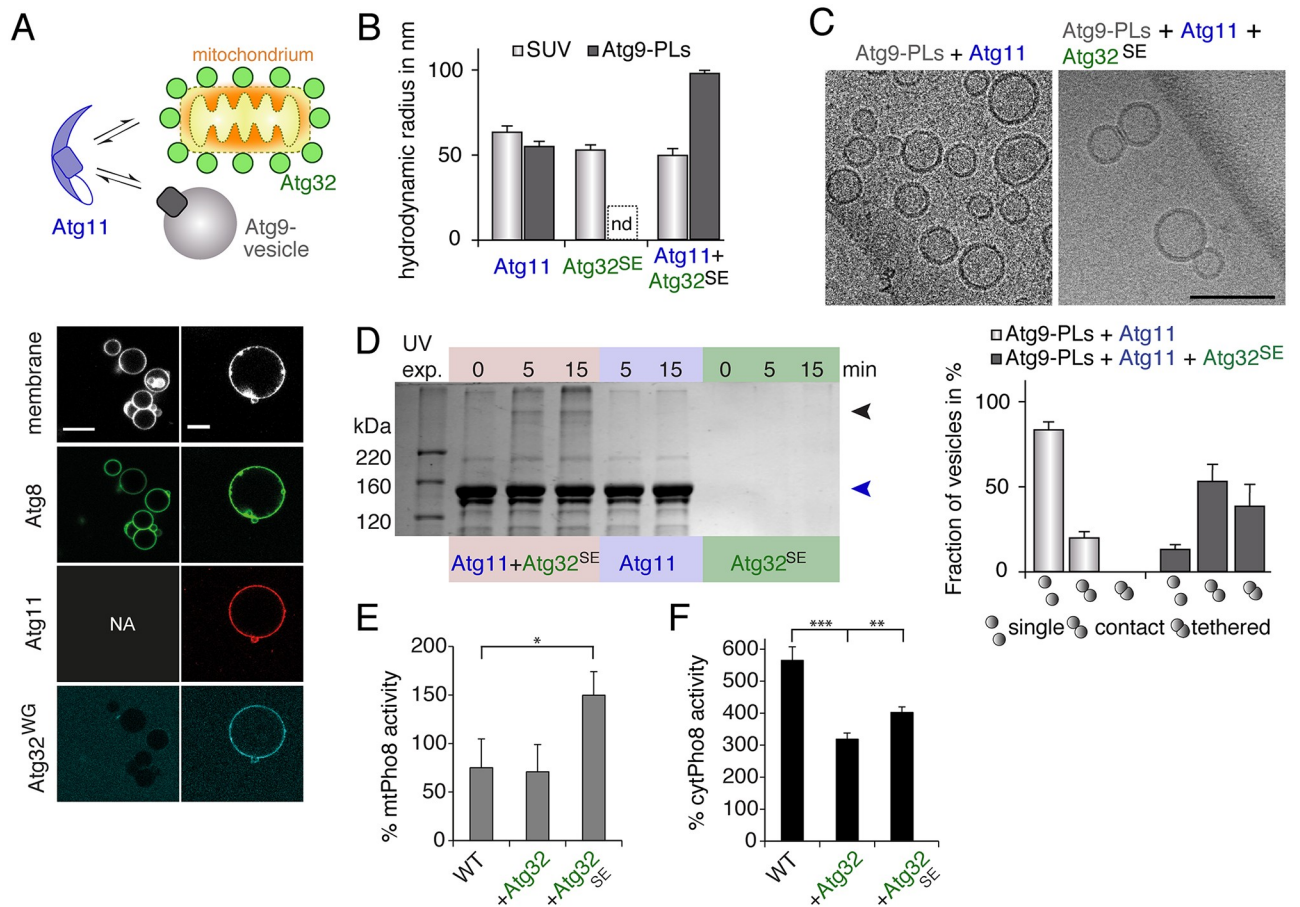 A
mitochondrium
Atg32
Atg11
Atg9-
vesicle
membrane
Atg8
Atg11
NA
Atg32WG
B
SUV Atg9-PLs
hydrodynamic radius in nm
100
50
0
nd
Atg11
Atg32SE
Atg11+
Atg32SE
C
Atg9-PLs + Atg11
Atg9-PLs + Atg11 +
Atg32SE
Atg9-PLs + Atg11
Atg9-PLs + Atg11 + Atg32SE
Fraction of vesicles in %
100
50
0
single contact tethered
D
UV
exp. 0 5 15 5 15 0 5 15 min
kDa
220
160
120
Atg11+Atg32SE Atg11 Atg32SE
E
% mtPho8 activity
200
150
100
50
0
*
WT
+Atg32
+Atg32
SE
F
% cytPho8 activity
600
500
400
300
200
100
0
*** **
WT
+Atg32
+Atg32
SE